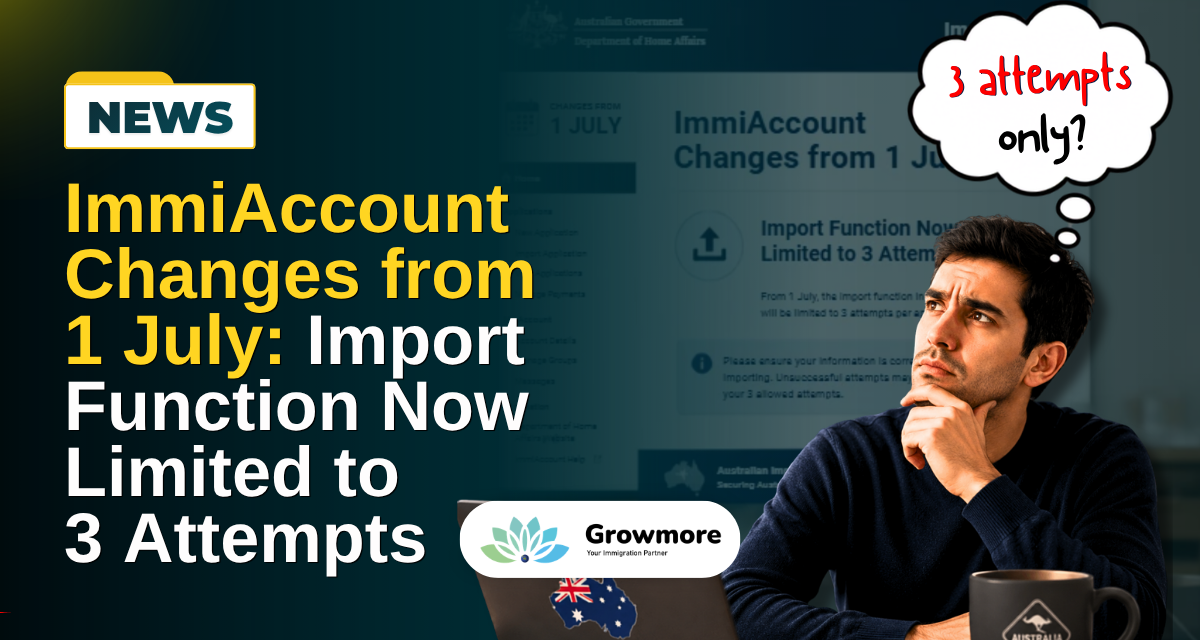 NEWS
ImmiAccount
Changes from
1 July: Import
Function Now
Limited to
3 Attempts
3 attempts
only?
Australian Government
Department of Home Affairs
CHANGES FROM
1 JULY
ImmiAccount
Changes from 1
Import Function Now
Limited to 3
From 1 July, the import function
will be limited to 3 attempts per
Please ensure your information is
importing. Unsuccessful attempts may
your 3 allowed attempts.
Australian
Securing
Growmore
Your Immigration Partner
AUSTRALIA